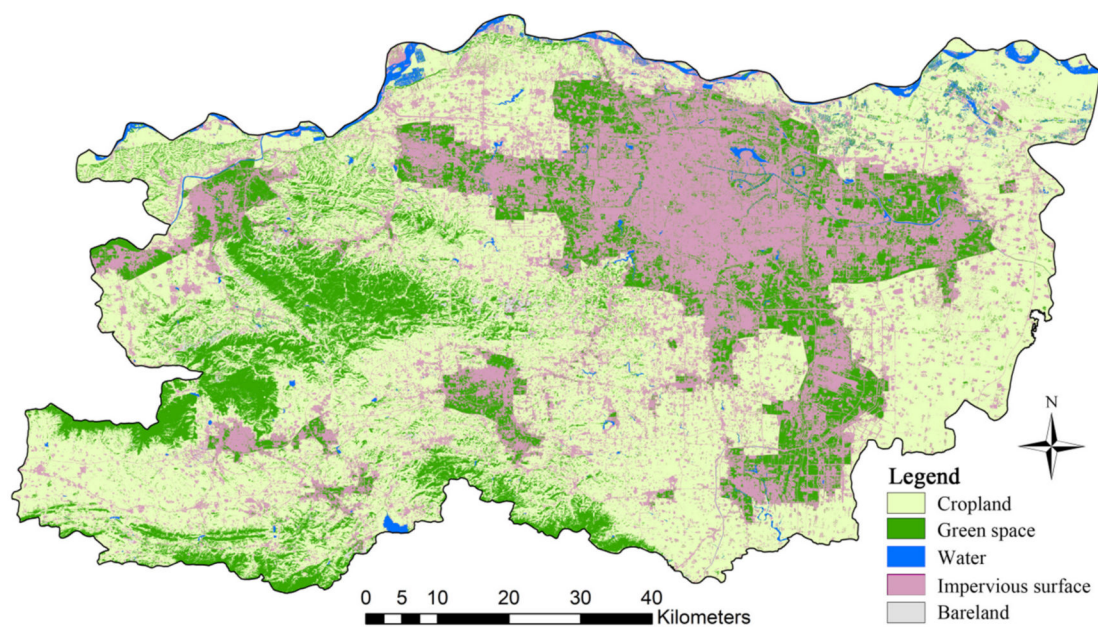 N
Legend
Cropland
Green space
Water
Impervious surface
Bareland
0 5 10 20 30 40
Kilometers